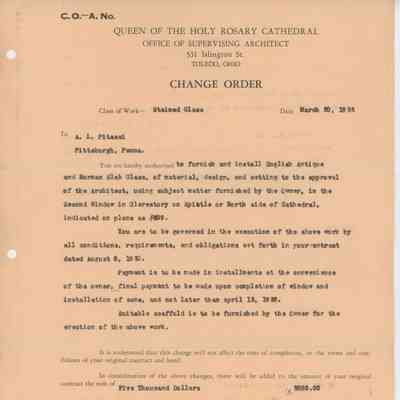 C.O.—A. No.
QUEEN OF THE HOLY ROSARY CATHEDRAL
OFFICE OF SUPERVISING ARCHITECT
531 Islington St.
TOLEDO, OHIO
CHANGE ORDER
Class of Work— Stained Glass Date March 20, 1931
To A. L. Pitassi
Pittsburgh, Penna.
You are hereby authorized to furnish and install English Antique
and Norman Slab Glass, of material, design, and setting to the approval
of the Architect, using subject matter furnished by the Owner, in the
Second Window in Clerestory on Epistle or North side of Cathedral,
indicated on plans as
You are to be governed in the execution of the above work by
all conditions, requirements, and obligations set forth in your contract
dated August 8,
Payment is to be made in installments at the convenience
of the owner, final payment to be made upon completion of window and
installation of same, and not later than April 15,
Suitable scaffold is to be furnished by the Owner for the
erection of the above work.
It is understood that this change will not affect the time of completion, or the terms and con-
ditions of your original contract and bond.
In consideration of the above changes, there will be added to the amount of your original
contract the sum of Five Thousand Dollars $ 5000.00